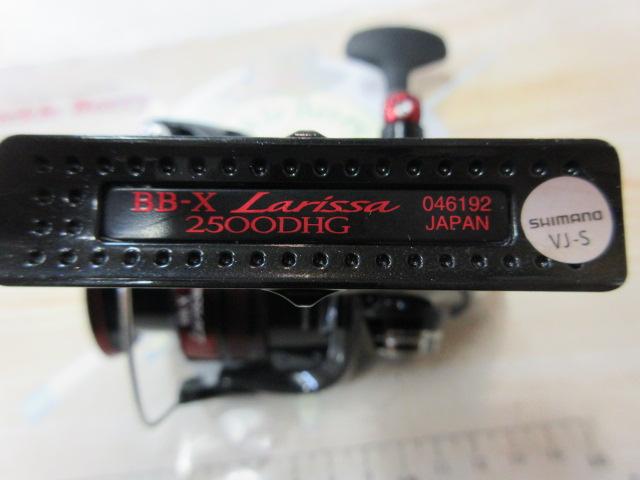 BB-X Larissa
2500DHG
046192
JAPAN
SHIMANO
VJ-S